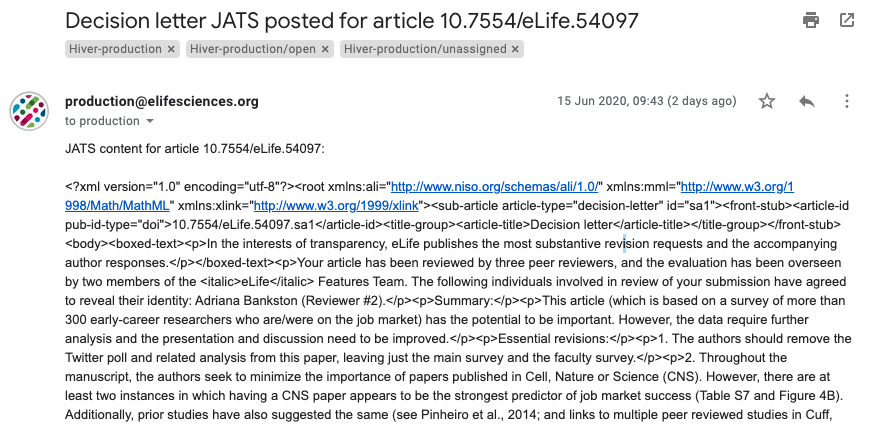 Decision letter JATS posted for article 10.7554/eLife.54097
Hiver-production × Hiver-production/open × Hiver-production/unassigned ×
production@elifesciences.org 15 Jun 2020, 09:43 (2 days ago)
to production
JATS content for article 10.7554/eLife.54097:
<?xml version="1.0" encoding="utf-8"?><root xmlns:ali="http://www.niso.org/schemas/ali/1.0/" xmlns:mml="http://www.w3.org/1
998/Math/MathML" xmlns:xlink="http://www.w3.org/1999/xlink"><sub-article article-type="decision-letter" id="sa1"><front-stub><article-id
pub-id-type="doi">10.7554/eLife.54097.sa1</article-id><title-group><article-title>Decision letter</article-title></title-group></front-stub>
<body><boxed-text><p>In the interests of transparency, eLife publishes the most substantive revision requests and the accompanying
author responses.</p></boxed-text><p>Your article has been reviewed by three peer reviewers, and the evaluation has been overseen
by two members of the <italic>eLife</italic> Features Team. The following individuals involved in review of your submission have agreed
to reveal their identity: Adriana Bankston (Reviewer #2).</p><p>Summary:</p><p>This article (which is based on a survey of more than
300 early-career researchers who are/were on the job market) has the potential to be important. However, the data require further
analysis and the presentation and discussion need to be improved.</p><p>Essential revisions:</p><p>1. The authors should remove the
Twitter poll and related analysis from this paper, leaving just the main survey and the faculty survey.</p><p>2. Throughout the
manuscript, the authors seek to minimize the importance of papers published in Cell, Nature or Science (CNS). However, there are at
least two instances in which having a CNS paper appears to be the strongest predictor of job market success (Table S7 and Figure 4B).
Additionally, prior studies have also suggested the same (see Pinheiro et al., 2014; and links to multiple peer reviewed studies in Cuff,